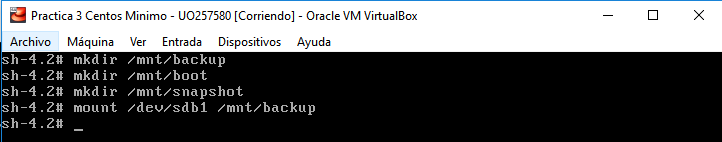 Practica 3 Centos Minimo - UO257580 [Corriendo] - Oracle VM VirtualBox
Archivo Máquina Ver Entrada Dispositivos Ayuda
sh-4.2# mkdir /mnt/backup
sh-4.2# mkdir /mnt/boot
sh-4.2# mkdir /mnt/snapshot
sh-4.2# mount /dev/sdb1 /mnt/backup
sh-4.2# _